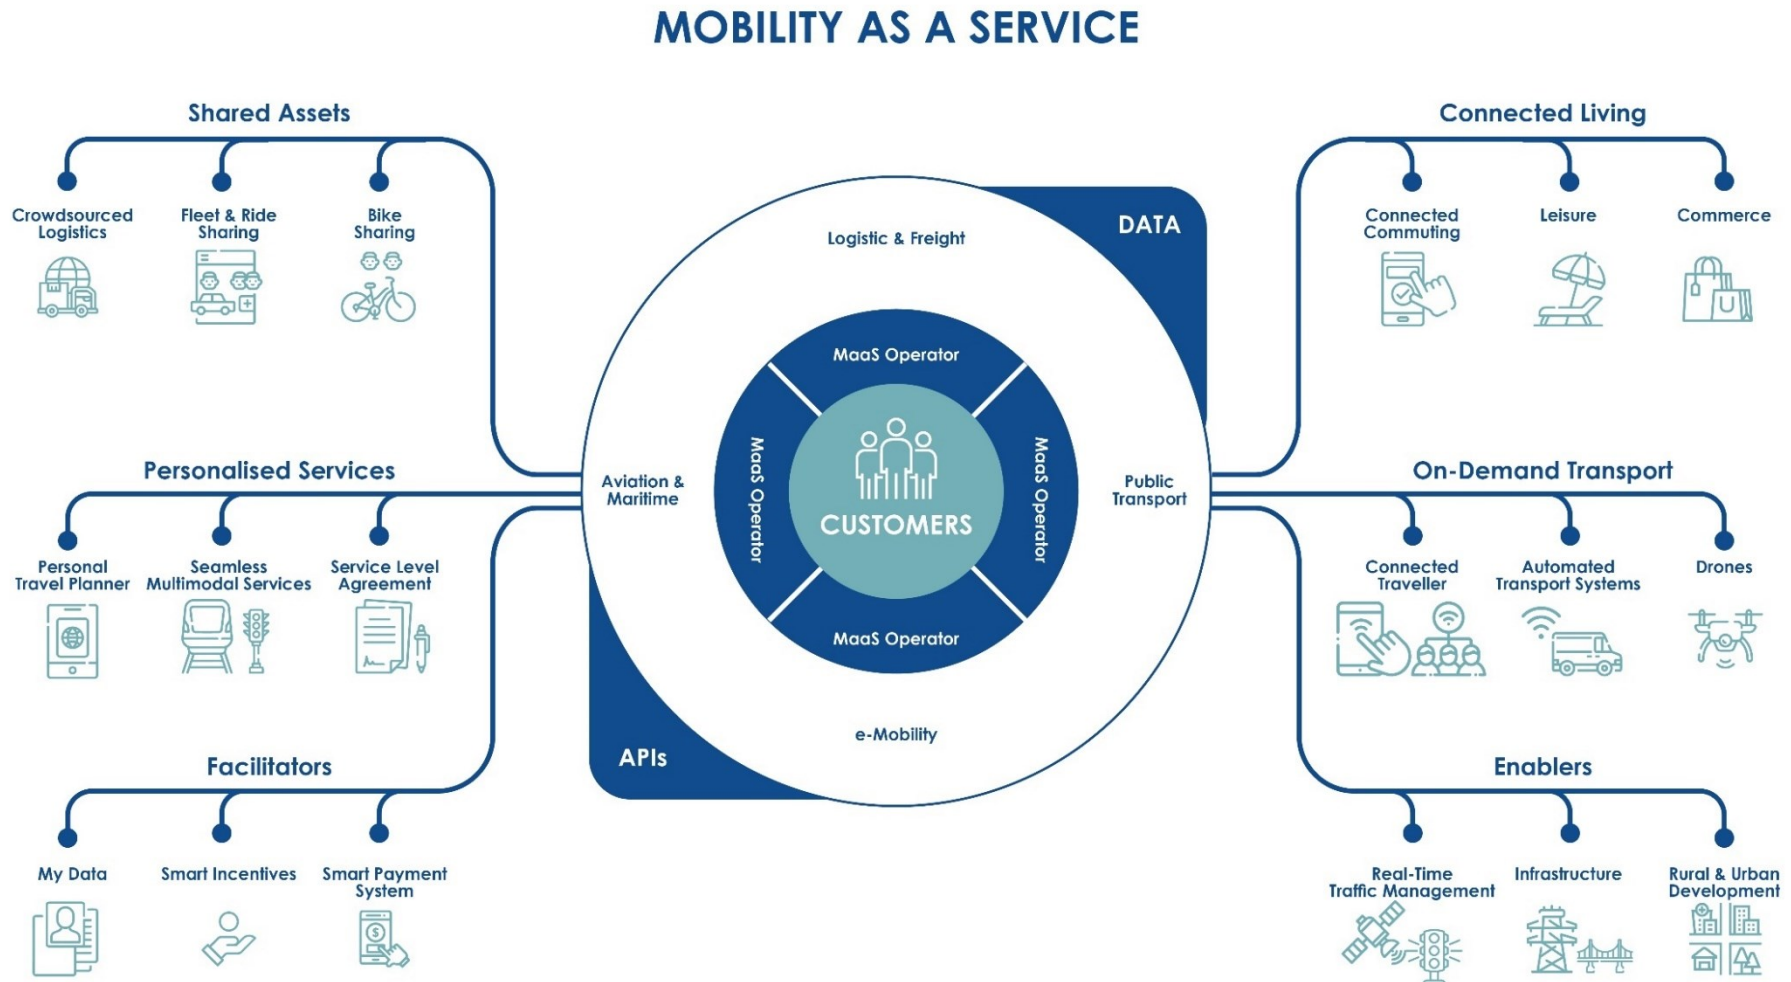 MOBILITY AS A SERVICE
Shared Assets
Crowdsourced
Logistics
Fleet & Ride
Sharing
Bike
Sharing
Personalised Services
Personal
Travel Planner
Seamless
Multimodal Services
Service Level
Agreement
Facilitators
My Data
Smart Incentives
Smart Payment
System
$
DATA
Logistic & Freight
MaaS Operator
Aviation &
Maritime
MaaS Operator
CUSTOMERS
MaaS Operator
Public
Transport
MaaS Operator
e-Mobility
APIs
Connected Living
Connected
Commuting
Leisure
Commerce
On-Demand Transport
Connected
Traveller
Automated
Transport Systems
Drones
Enablers
Real-Time
Traffic Management
Infrastructure
Rural & Urban
Development